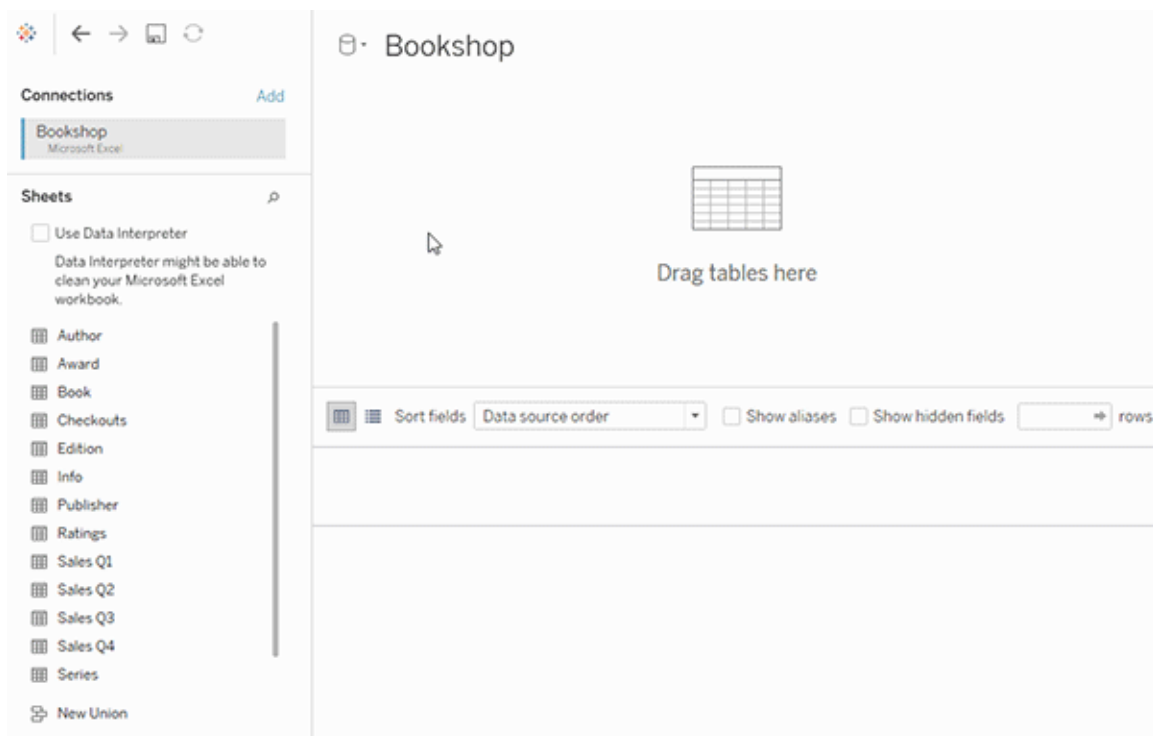 Bookshop
Connections
Add
Bookshop
Microsoft Excel
Sheets
Use Data Interpreter
Data Interpreter might be able to
clean your Microsoft Excel
workbook.
Author
Award
Book
Checkouts
Edition
Info
Publisher
Ratings
Sales Q1
Sales Q2
Sales Q3
Sales Q4
Series
New Union
Drag tables here
Sort fields
Data source order
Show aliases
Show hidden fields
rows